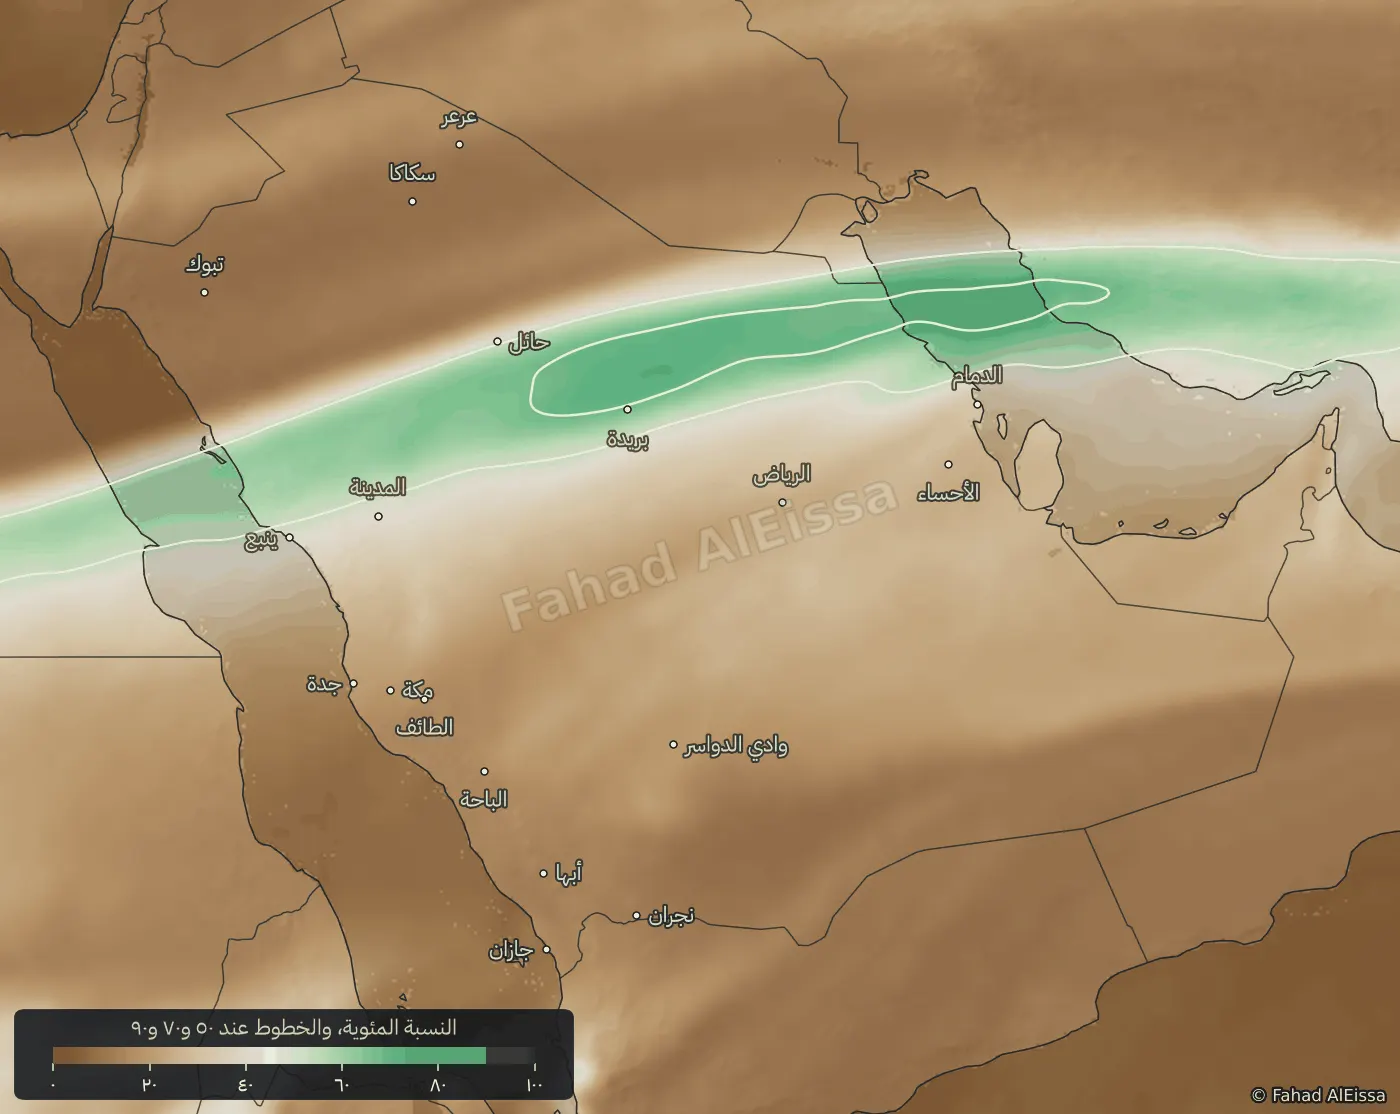 عرعر
سكاكا
تبوك
حائل
الدمام
بريدة
الرياض
المدينة
الأحساء
Fahad AlEissa
ينبع
جدة
مكة
الطائف
وادي الدواسر
الباحة
أبها
نجران
جازان
النسبة المئوية، والخطوط عند ٥٠ و٧٠ و٩٠
٠ ٢٠ ٤٠ ٦٠ ٨٠ ١٠٠
© Fahad AlEissa